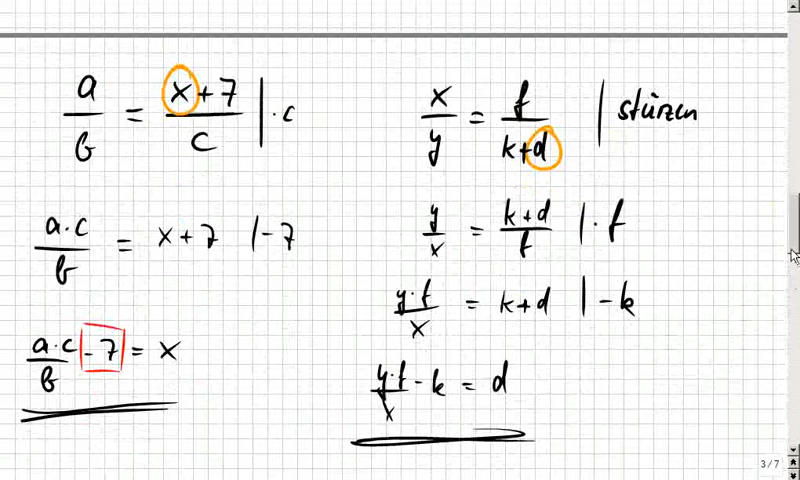 a/b = (x+7)/c |·c
(a·c)/b = x+7 |-7
(a·c)/b -7 = x
x/y = f/(k+d) | stürzen
y/x = (k+d)/f |·f
(y·f)/x = k+d |-k
(y·f)/x - k = d
3/7